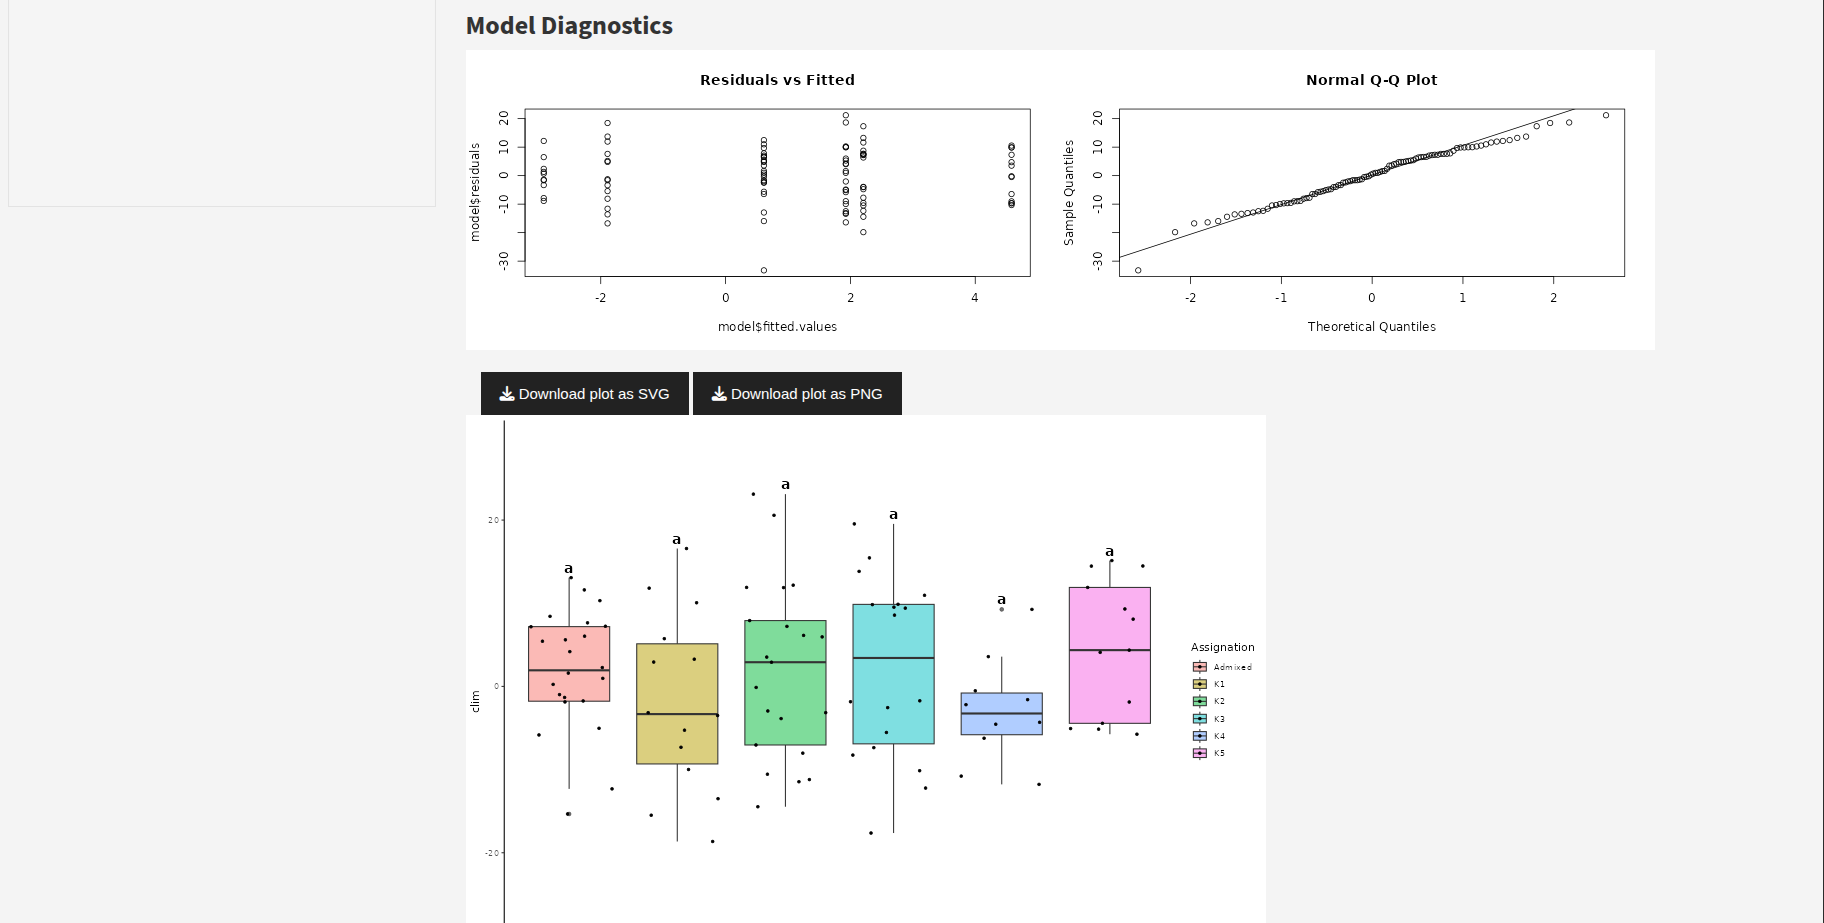 Model Diagnostics
Residuals vs Fitted
model$residuals
20
10
0
-10
-30
-2
0
2
4
model$fitted.values
Normal Q-Q Plot
Sample Quantiles
20
10
0
-10
-30
-2
-1
0
1
2
Theoretical Quantiles
Download plot as SVG
Download plot as PNG
clim
20
0
-20
a
a
a
a
a
a
Assignation
Admixed
K1
K2
K3
K4
K5